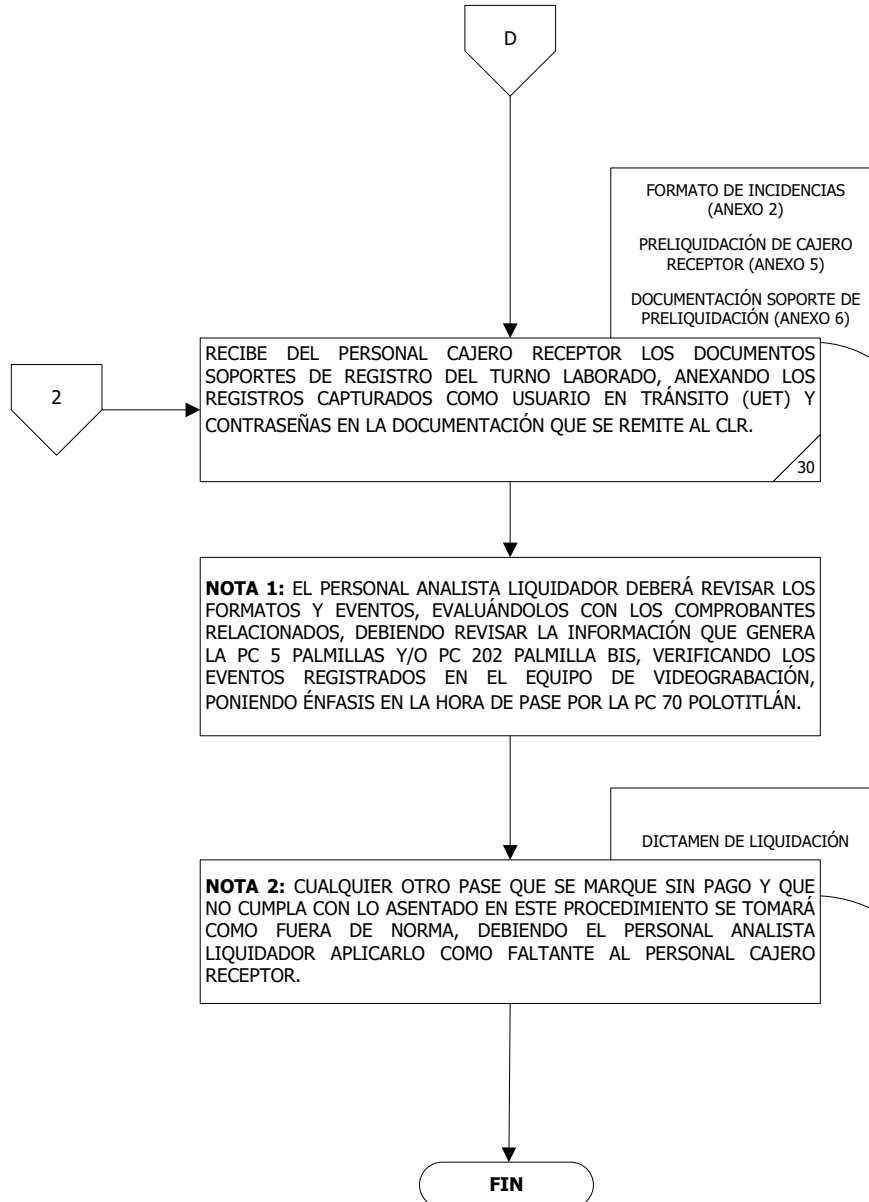 D
FORMATO DE INCIDENCIAS
(ANEXO 2)
PRELIQUIDACIÓN DE CAJERO
RECEPTOR (ANEXO 5)
DOCUMENTACIÓN SOPORTE DE
PRELIQUIDACIÓN (ANEXO 6)
2
RECIBE DEL PERSONAL CAJERO RECEPTOR LOS DOCUMENTOS
SOPORTES DE REGISTRO DEL TURNO LABORADO, ANEXANDO LOS
REGISTROS CAPTURADOS COMO USUARIO EN TRÁNSITO (UET) Y
CONTRASEÑAS EN LA DOCUMENTACIÓN QUE SE REMITE AL CLR.
30
NOTA 1: EL PERSONAL ANALISTA LIQUIDADOR DEBERÁ REVISAR LOS
FORMATOS Y EVENTOS, EVALUÁNDOLOS CON LOS COMPROBANTES
RELACIONADOS, DEBIENDO REVISAR LA INFORMACIÓN QUE GENERA
LA PC 5 PALMILLAS Y/O PC 202 PALMILLA BIS, VERIFICANDO LOS
EVENTOS REGISTRADOS EN EL EQUIPO DE VIDEOGRABACIÓN,
PONIENDO ÉNFASIS EN LA HORA DE PASE POR LA PC 70 POLOTITLÁN.
DICTAMEN DE LIQUIDACIÓN
NOTA 2: CUALQUIER OTRO PASE QUE SE MARQUE SIN PAGO Y QUE
NO CUMPLA CON LO ASENTADO EN ESTE PROCEDIMIENTO SE TOMARÁ
COMO FUERA DE NORMA, DEBIENDO EL PERSONAL ANALISTA
LIQUIDADOR APLICARLO COMO FALTANTE AL PERSONAL CAJERO
RECEPTOR.
FIN